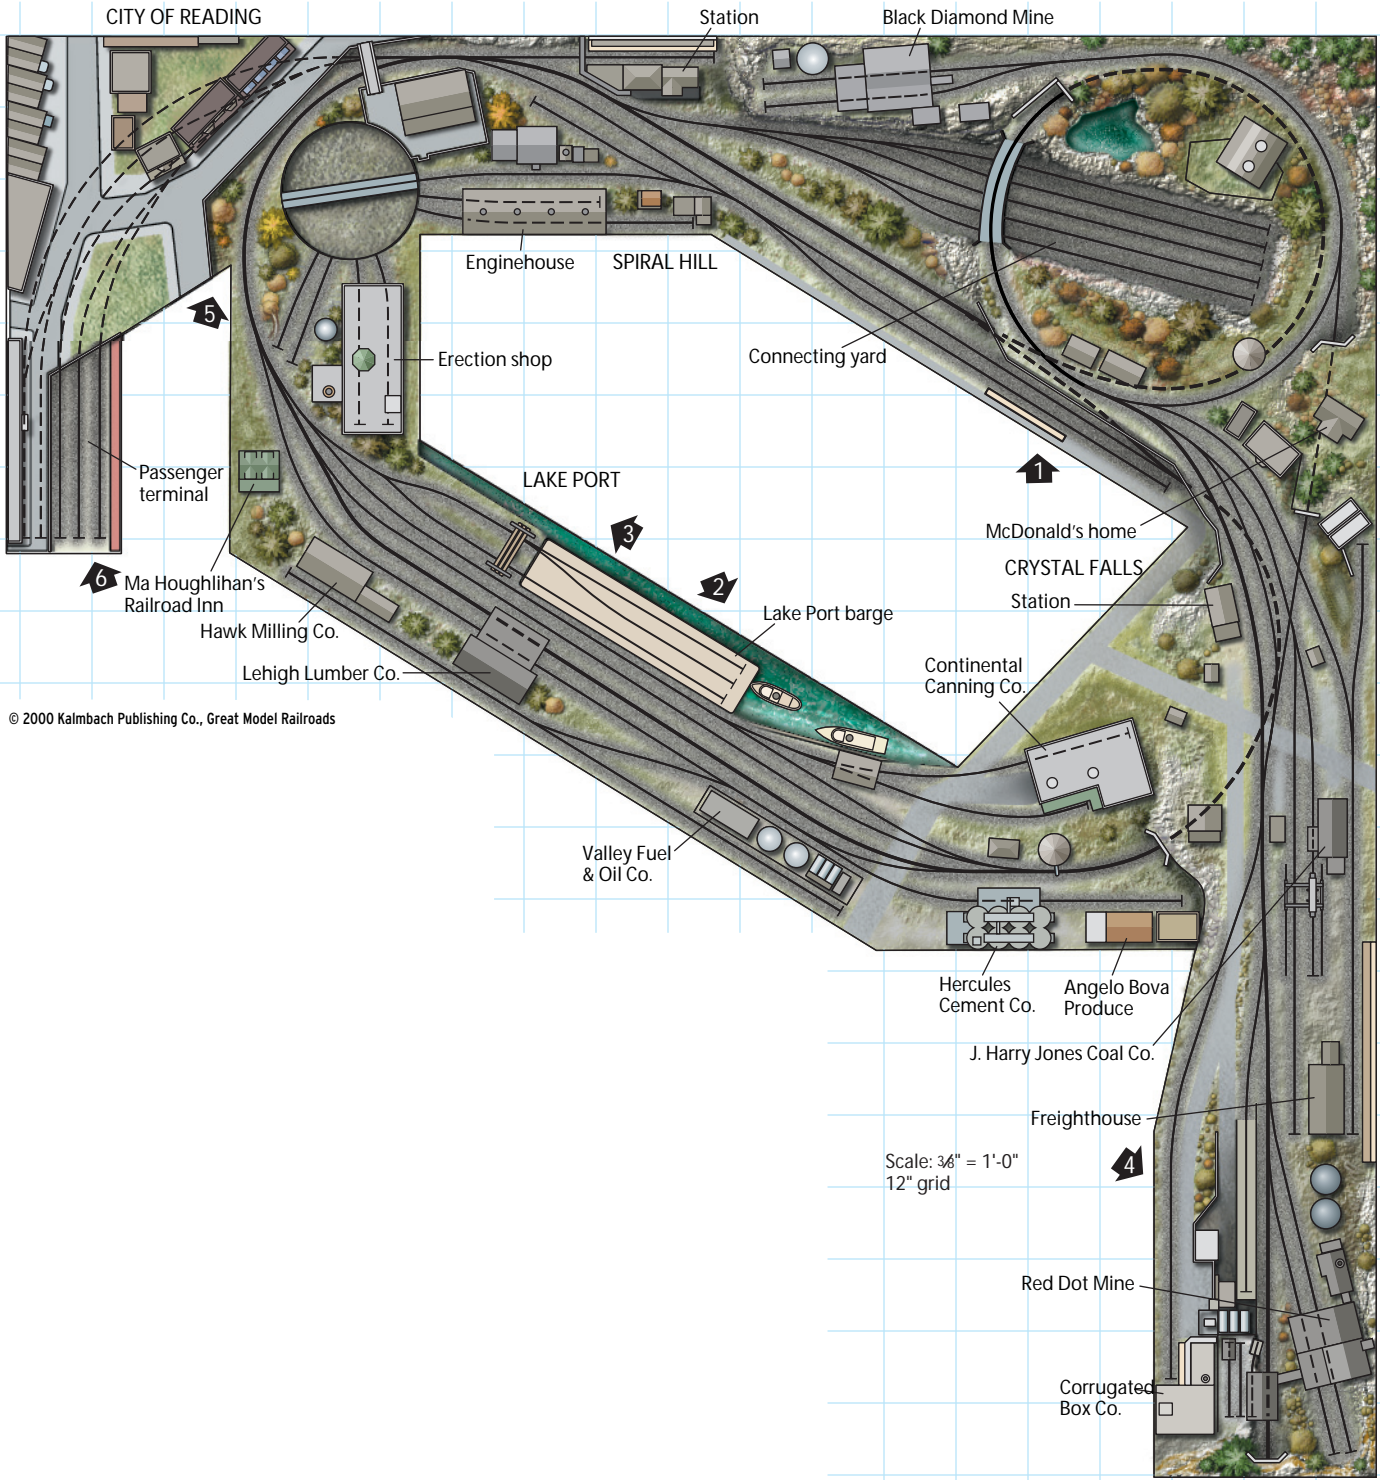 CITY OF READING
Station
Black Diamond Mine
Enginehouse
SPIRAL HILL
5
Erection shop
Connecting yard
Passenger
terminal
LAKE PORT
1
3
McDonald's home
CRYSTAL FALLS
6
Ma Houghlihan's
Railroad Inn
2
Station
Hawk Milling Co.
Lake Port barge
Lehigh Lumber Co.
Continental
Canning Co.
© 2000 Kalmbach Publishing Co., Great Model Railroads
Valley Fuel
& Oil Co.
Hercules
Cement Co.
Angelo Bova
Produce
J. Harry Jones Coal Co.
Freighthouse
Scale: 3/8" = 1'-0"
12" grid
4
Red Dot Mine
Corrugated
Box Co.